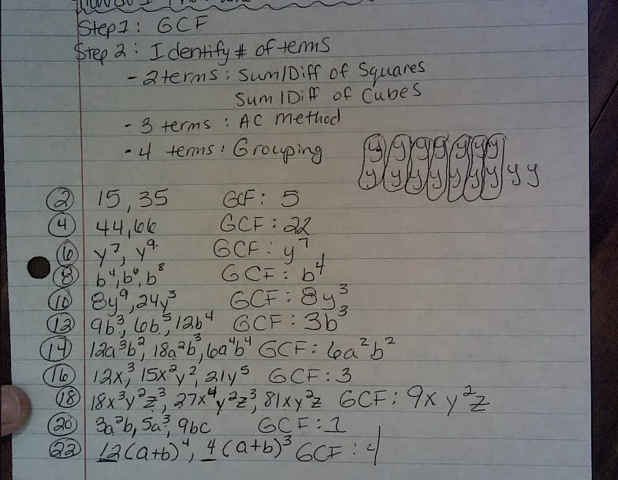 Step 1: GCF
Step 2: Identify # of terms
- 2 terms: Sum/Diff of Squares
Sum/Diff of Cubes
- 3 terms: AC Method
- 4 terms: Grouping
y y y y y y y
y y y y y y y y y
② 15, 35 GCF: 5
④ 44, 66 GCF: 22
⑥ y⁷, y⁹ GCF: y⁷
⑧ b⁴, b⁶, b⁸ GCF: b⁴
⑩ 8y⁹, 24y³ GCF: 8y³
⑫ 9b³, 6b⁵, 12b⁴ GCF: 3b³
⑭ 12a³b², 18a²b³, 6a⁴b⁴ GCF: 6a²b²
⑯ 12x³, 15x²y², 21y⁵ GCF: 3
⑱ 18x³y²z³, 27x⁴y²z³, 81xy²z GCF: 9xy²z
⑳ 3a²b, 5a³, 9bc GCF: 1
㉒ 12(a+b)⁴, 4(a+b)³ GCF: 4